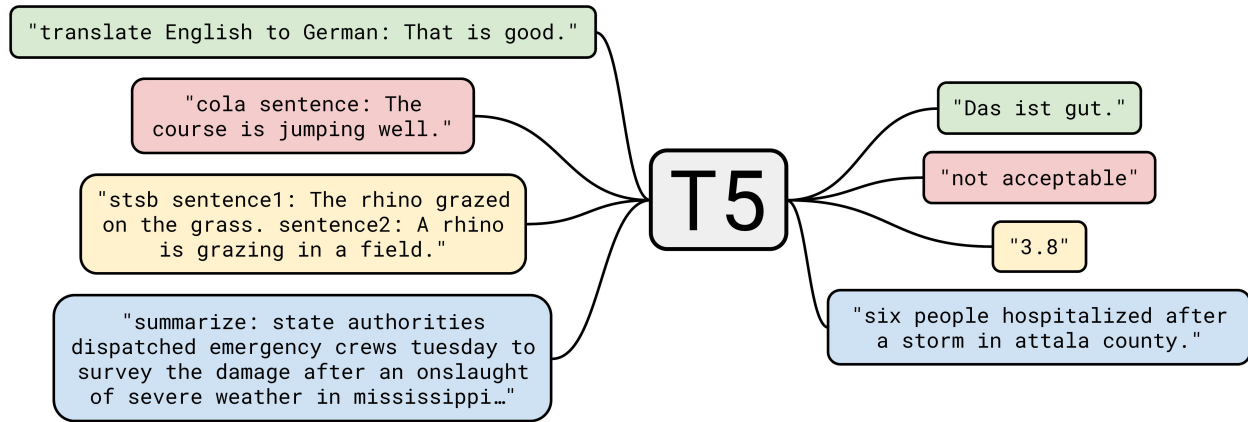 "translate English to German: That is good."
"cola sentence: The
course is jumping well."
"stsb sentence1: The rhino grazed
on the grass. sentence2: A rhino
is grazing in a field."
"summarize: state authorities
dispatched emergency crews tuesday to
survey the damage after an onslaught
of severe weather in mississippi…"
T5
"Das ist gut."
"not acceptable"
"3.8"
"six people hospitalized after
a storm in attala county."